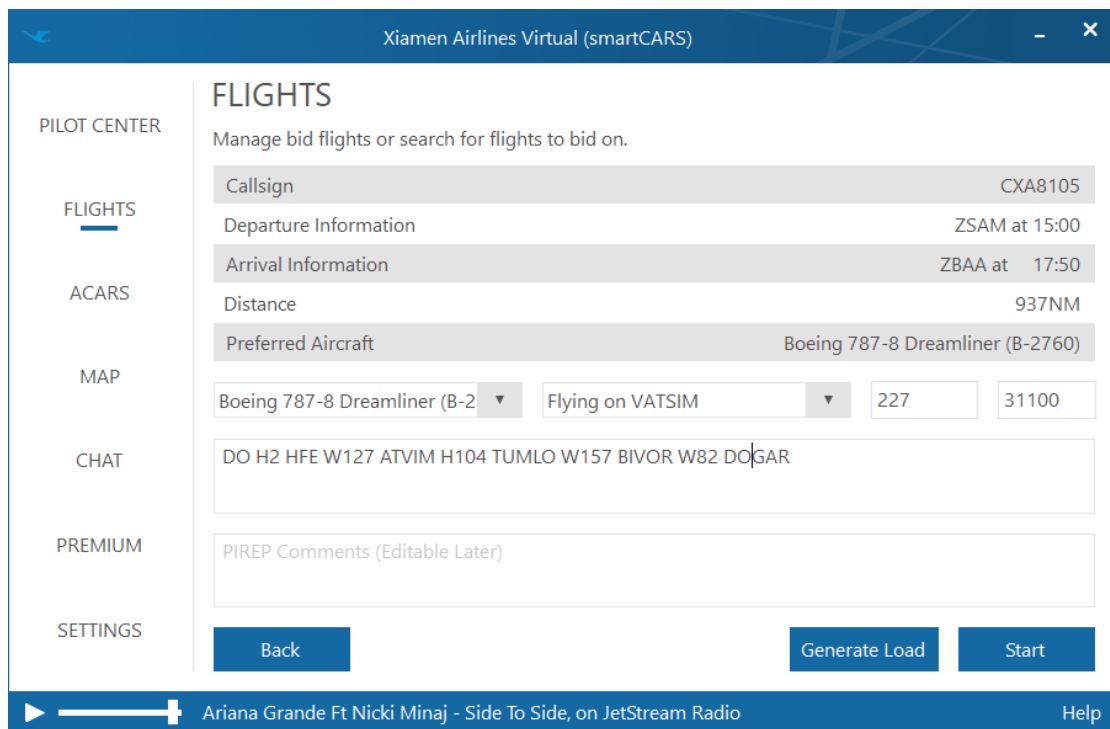 Xiamen Airlines Virtual (smartCARS)
PILOT CENTER
FLIGHTS
ACARS
MAP
CHAT
PREMIUM
SETTINGS
FLIGHTS
Manage bid flights or search for flights to bid on.
Callsign CXA8105
Departure Information ZSAM at 15:00
Arrival Information ZBAA at 17:50
Distance 937NM
Preferred Aircraft Boeing 787-8 Dreamliner (B-2760)
Boeing 787-8 Dreamliner (B-2 Flying on VATSIM 227 31100
DO H2 HFE W127 ATVIM H104 TUMLO W157 BIVOR W82 DOGAR
PIREP Comments (Editable Later)
Back Generate Load Start
Ariana Grande Ft Nicki Minaj - Side To Side, on JetStream Radio Help